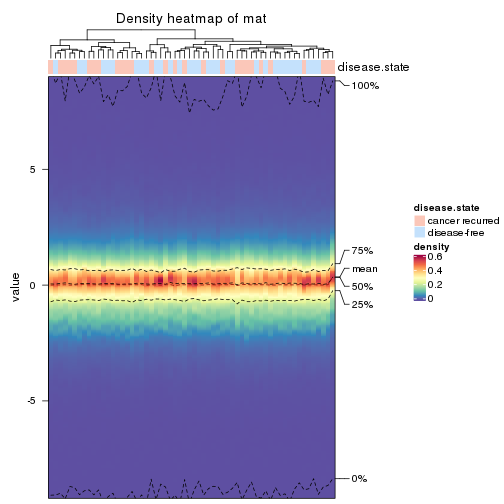 Density heatmap of mat
disease.state
100%
5
0
-5
value
75%
mean
50%
25%
0%
disease.state
cancer recurred
disease-free
density
0.6
0.4
0.2
0